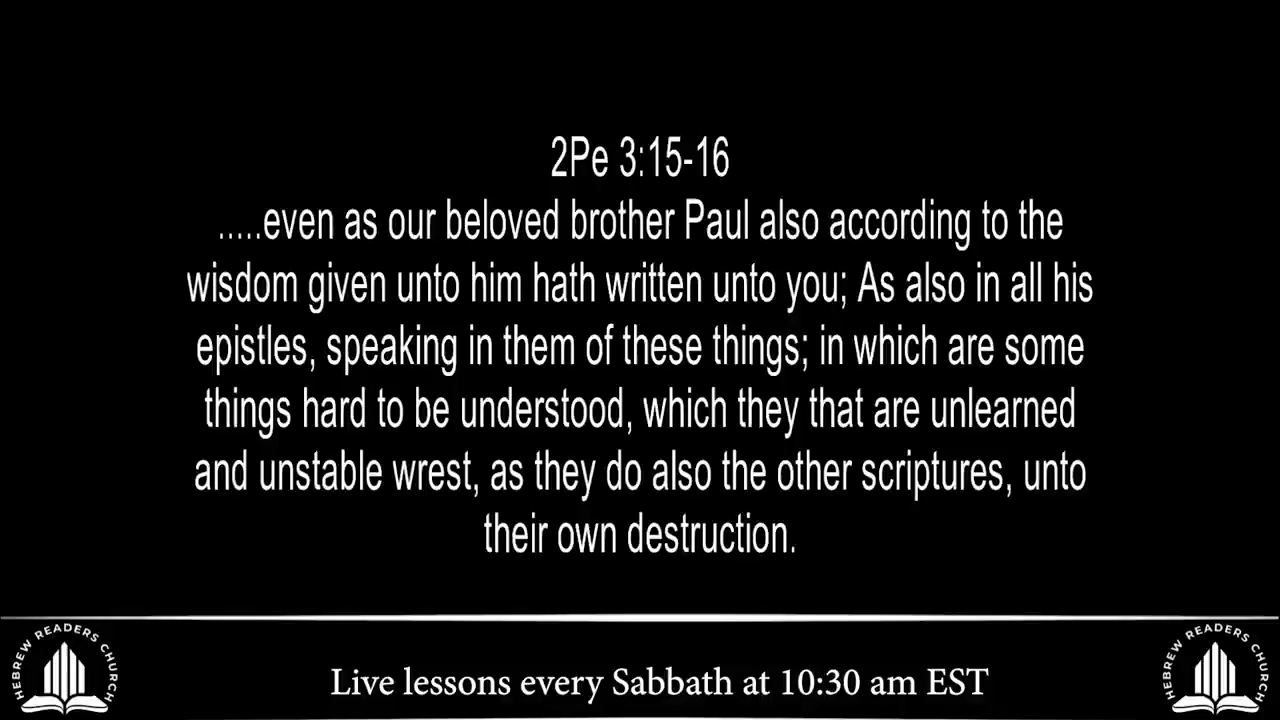 2Pe 3:15-16
.....even as our beloved brother Paul also according to the
wisdom given unto him hath written unto you; As also in all his
epistles, speaking in them of these things; in which are some
things hard to be understood, which they that are unlearned
and unstable wrest, as they do also the other scriptures, unto
their own destruction.
HEBREW READERS CHURCH
Live lessons every Sabbath at 10:30 am EST
HEBREW READERS CHURCH